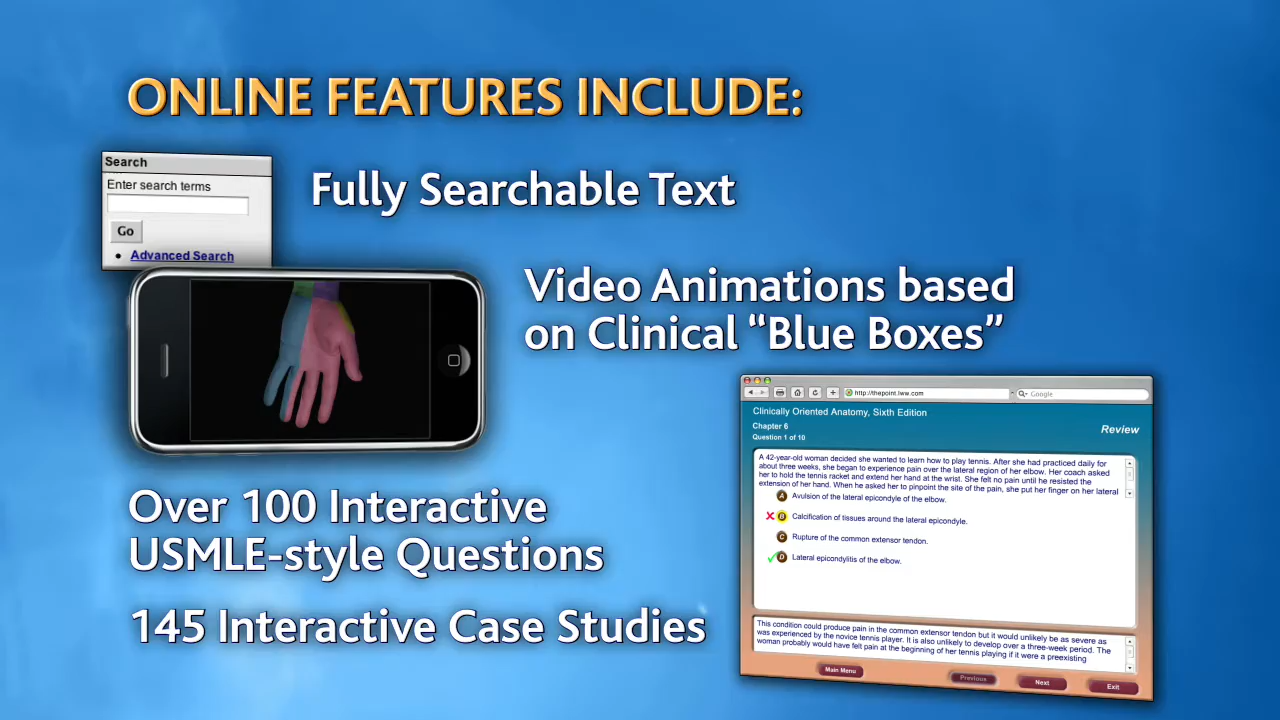 ONLINE FEATURES INCLUDE:
Search
Enter search terms
Go
Advanced Search
Fully Searchable Text
Video Animations based
on Clinical “Blue Boxes”
Over 100 Interactive
USMLE-style Questions
145 Interactive Case Studies
http://thepoint.lww.com
Google
Clinically Oriented Anatomy, Sixth Edition
Chapter 6
Question 1 of 10
Review
A 42-year-old woman decided she wanted to learn how to play tennis. After she had practiced daily for
about three weeks, she began to experience pain over the lateral region of her elbow. Her coach asked
her to hold the tennis racket and extend her hand at the wrist. She felt no pain until he resisted the
extension of her hand. When he asked her to pinpoint the site of the pain, she put her finger on her lateral
A Avulsion of the lateral epicondyle of the elbow.
B Calcification of tissues around the lateral epicondyle.
C Rupture of the common extensor tendon.
D Lateral epicondylitis of the elbow.
This condition could produce pain in the common extensor tendon but it would unlikely be as severe as
was experienced by the novice tennis player. It is also unlikely to develop over a three-week period. The
woman probably would have felt pain at the beginning of her tennis playing if it were a preexisting
Main Menu
Previous
Next
Exit